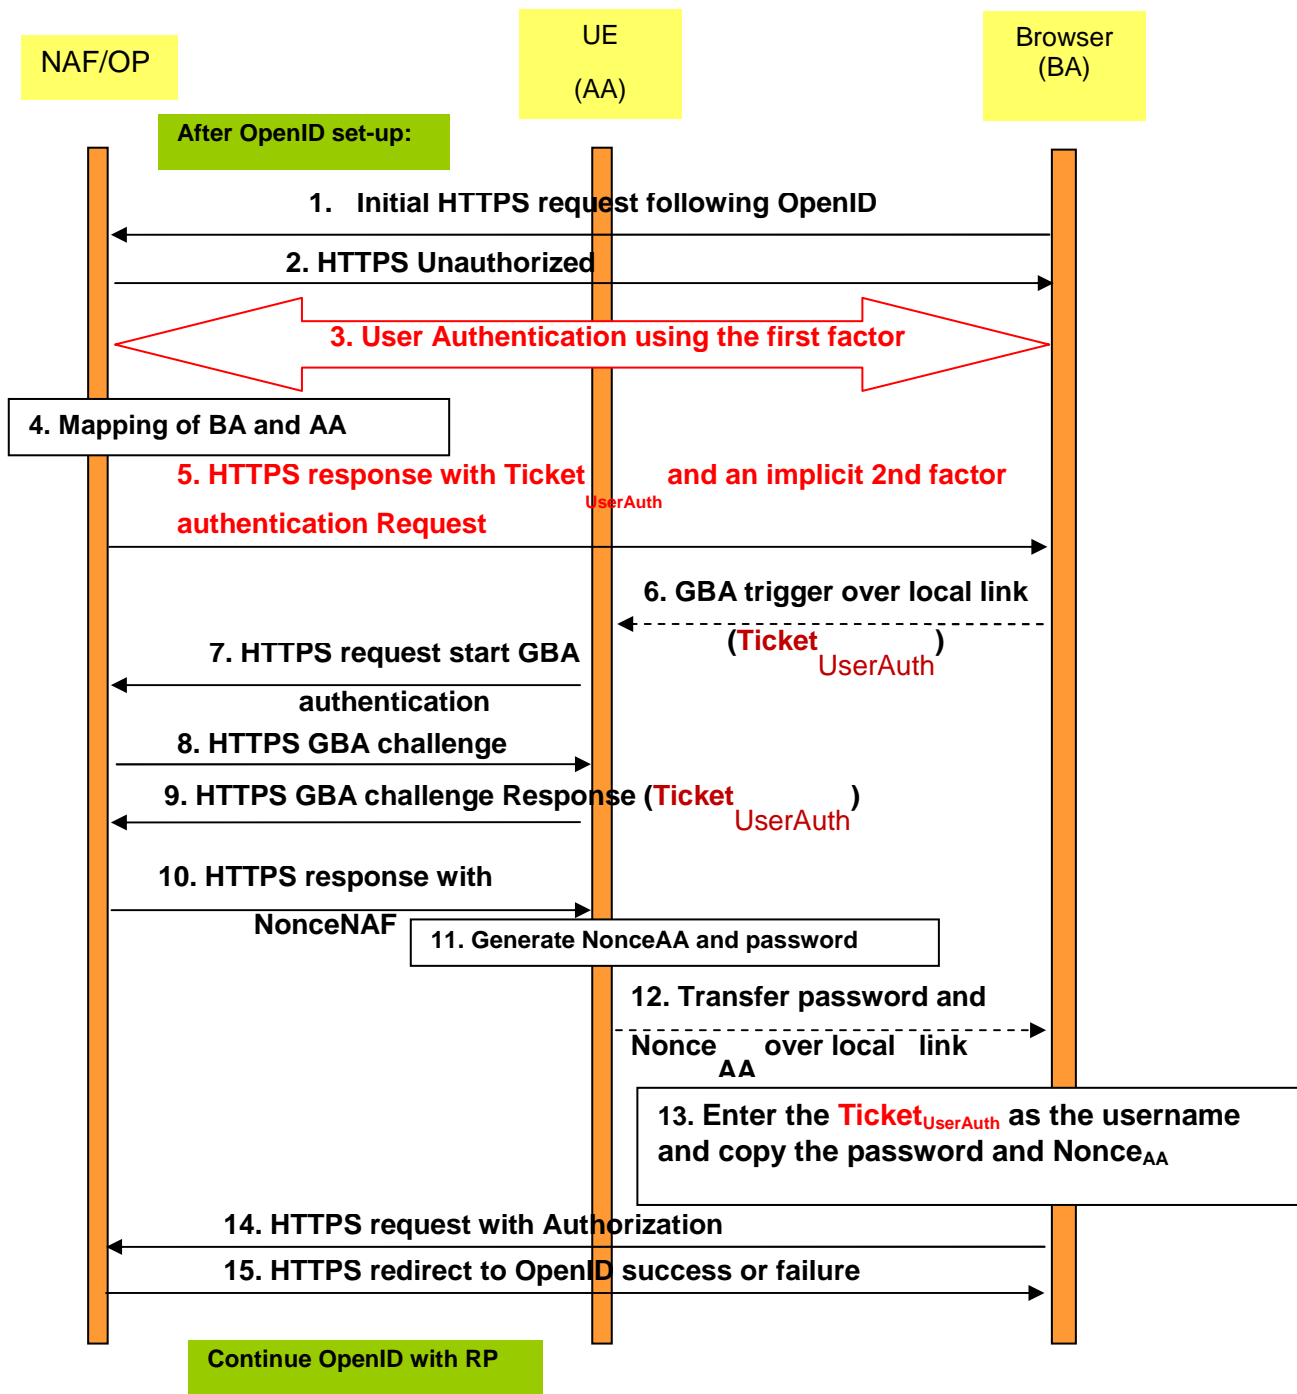 NAF/OP
UE
(AA)
Browser
(BA)
After OpenID set-up:
1. Initial HTTPS request following OpenID
2. HTTPS Unauthorized
3. User Authentication using the first factor
4. Mapping of BA and AA
5. HTTPS response with Ticket UserAuth and an implicit 2nd factor
authentication Request
6. GBA trigger over local link
(Ticket UserAuth)
7. HTTPS request start GBA
authentication
8. HTTPS GBA challenge
9. HTTPS GBA challenge Response (Ticket UserAuth)
10. HTTPS response with
NonceNAF
11. Generate NonceAA and password
12. Transfer password and
Nonce AA over local link
13. Enter the TicketUserAuth as the username
and copy the password and NonceAA
14. HTTPS request with Authorization
15. HTTPS redirect to OpenID success or failure
Continue OpenID with RP